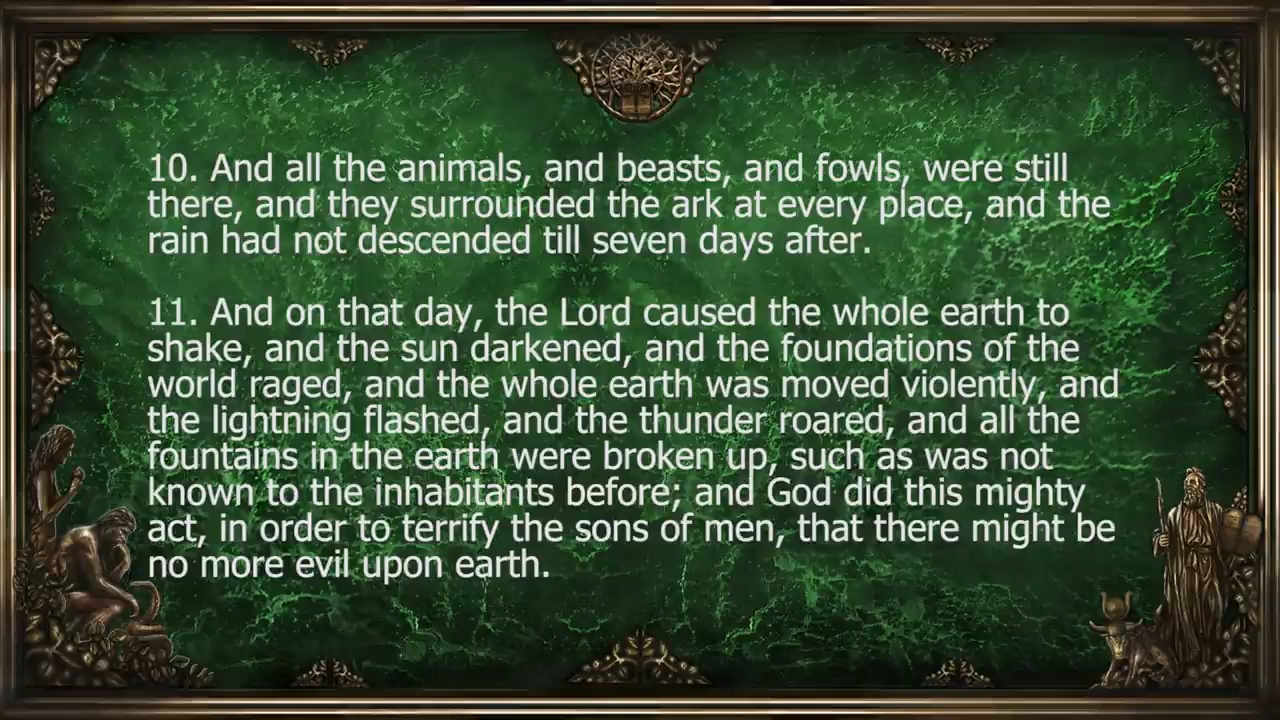 10. And all the animals, and beasts, and fowls, were still
there, and they surrounded the ark at every place, and the
rain had not descended till seven days after.
11. And on that day, the Lord caused the whole earth to
shake, and the sun darkened, and the foundations of the
world raged, and the whole earth was moved violently, and
the lightning flashed, and the thunder roared, and all the
fountains in the earth were broken up, such as was not
known to the inhabitants before; and God did this mighty
act, in order to terrify the sons of men, that there might be
no more evil upon earth.